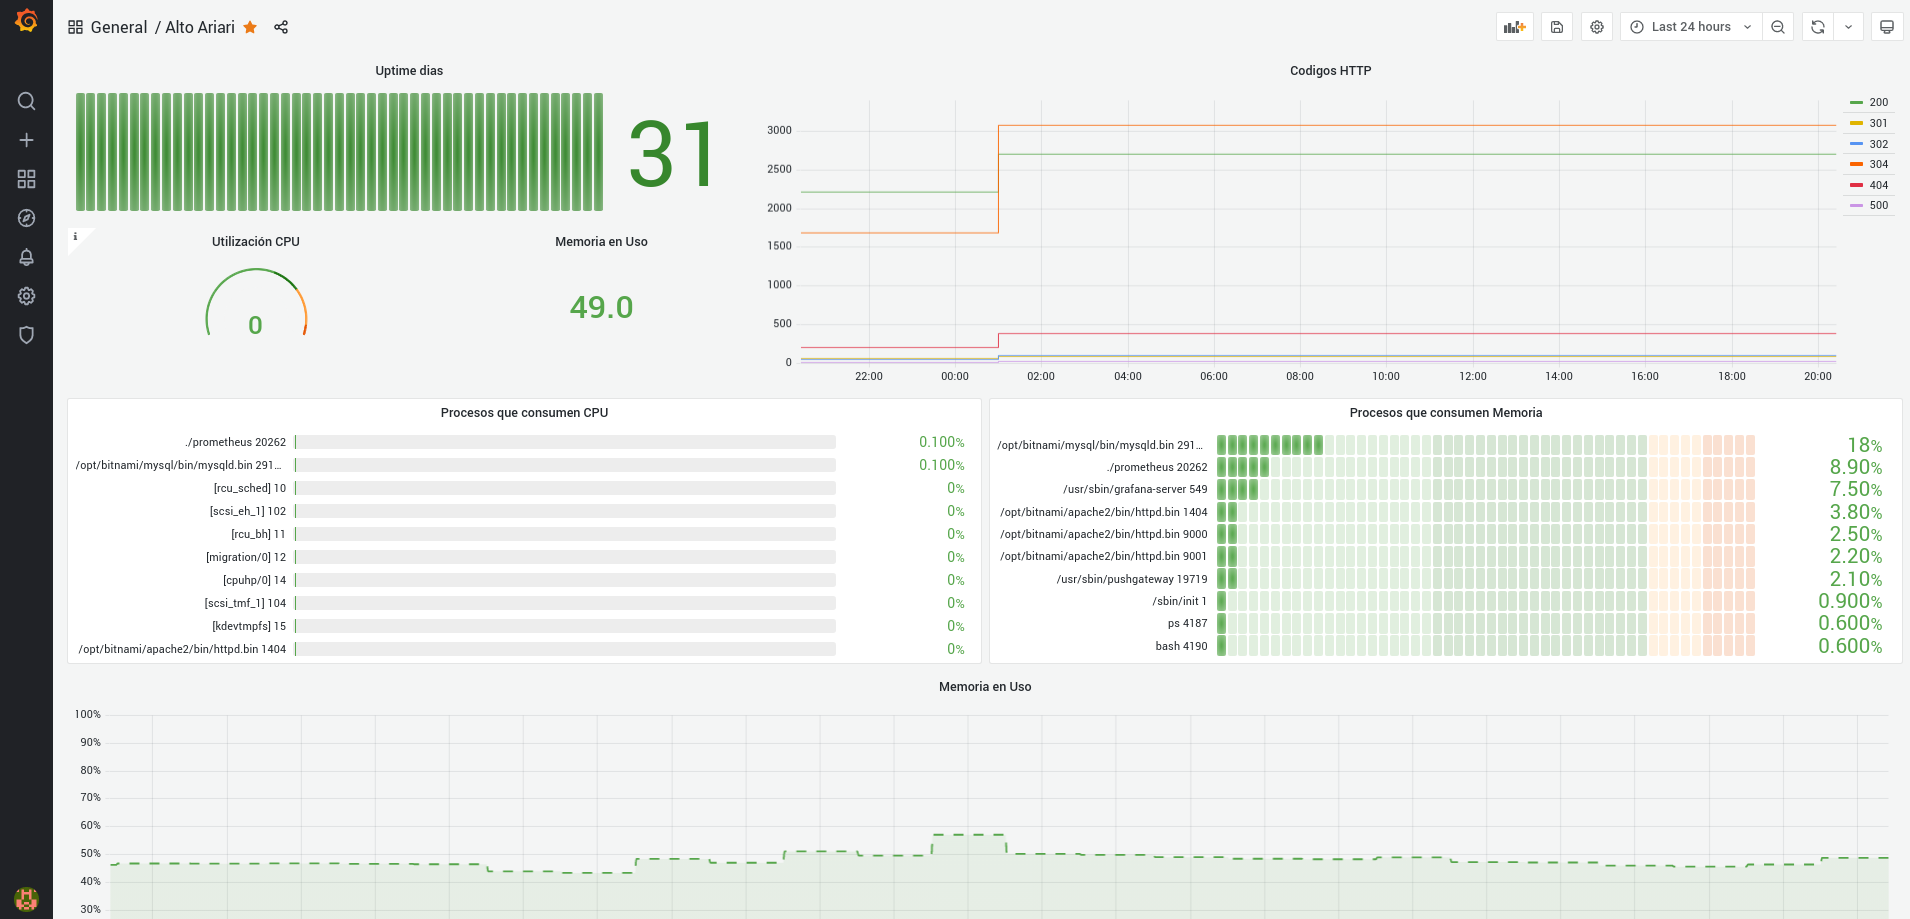 General / Alto Ariari
Last 24 hours
Uptime dias
31
Utilización CPU
0
Memoria en Uso
49.0
Codigos HTTP
3000
2500
2000
1500
1000
500
0
22:00 00:00 02:00 04:00 06:00 08:00 10:00 12:00 14:00 16:00 18:00 20:00
200
301
302
304
404
500
Procesos que consumen CPU
./prometheus 20262 0.100%
/opt/bitnami/mysql/bin/mysqld.bin 291... 0.100%
[rcu_sched] 10 0%
[scsi_eh_1] 102 0%
[rcu_bh] 11 0%
[migration/0] 12 0%
[cpuhp/0] 14 0%
[scsi_tmf_1] 104 0%
[kdevtmpfs] 15 0%
/opt/bitnami/apache2/bin/httpd.bin 1404 0%
Procesos que consumen Memoria
/opt/bitnami/mysql/bin/mysqld.bin 291... 18%
./prometheus 20262 8.90%
/usr/sbin/grafana-server 549 7.50%
/opt/bitnami/apache2/bin/httpd.bin 1404 3.80%
/opt/bitnami/apache2/bin/httpd.bin 9000 2.50%
/opt/bitnami/apache2/bin/httpd.bin 9001 2.20%
/usr/sbin/pushgateway 19719 2.10%
/sbin/init 1 0.900%
ps 4187 0.600%
bash 4190 0.600%
Memoria en Uso
100%
90%
80%
70%
60%
50%
40%
30%